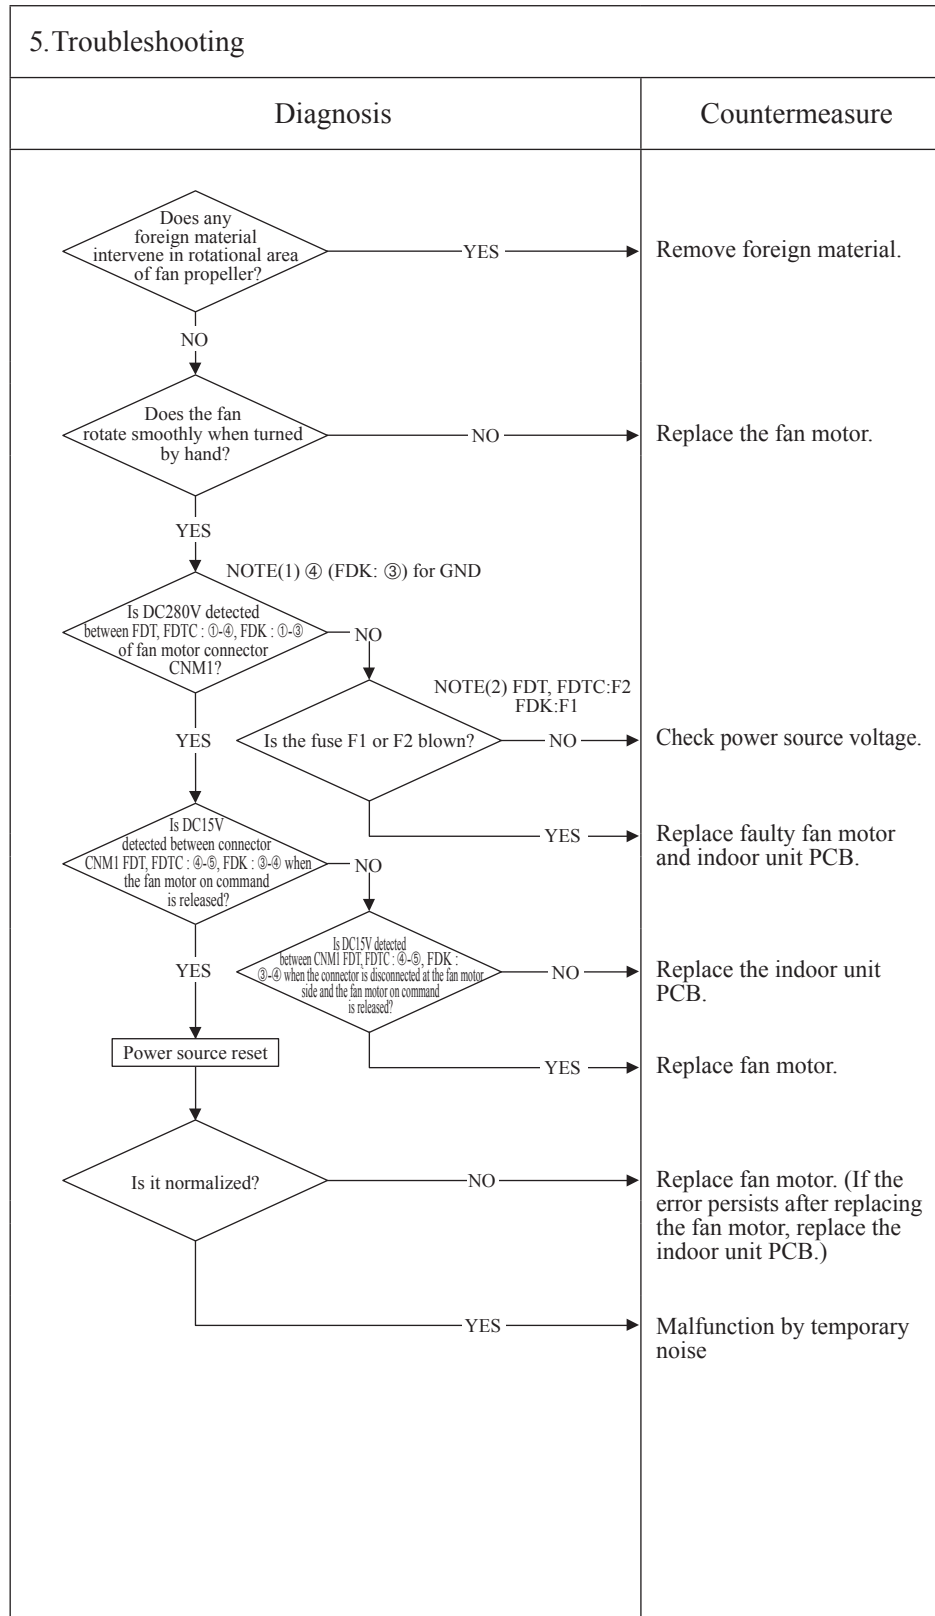 5.Troubleshooting
Diagnosis
Countermeasure
Does any
foreign material
intervene in rotational area
of fan propeller?
YES
Remove foreign material.
NO
Does the fan
rotate smoothly when turned
by hand?
NO
Replace the fan motor.
YES
NOTE(1) ④ (FDK: ③) for GND
Is DC280V detected
between FDT, FDTC : ①-④, FDK : ①-③
of fan motor connector
CNM1?
NO
NOTE(2) FDT, FDTC:F2
FDK:F1
YES
Is the fuse F1 or F2 blown?
NO
Check power source voltage.
YES
Replace faulty fan motor
and indoor unit PCB.
Is DC15V
detected between connector
CNM1 FDT, FDTC : ④-⑤, FDK : ③-④ when
the fan motor on command
is released?
NO
YES
Is DC15V detected
between CNM1 FDT, FDTC : ④-⑤, FDK :
③-④ when the connector is disconnected at the fan motor
side and the fan motor on command
is released?
NO
Replace the indoor unit
PCB.
YES
Replace fan motor.
Power source reset
Is it normalized?
NO
Replace fan motor. (If the
error persists after replacing
the fan motor, replace the
indoor unit PCB.)
YES
Malfunction by temporary
noise